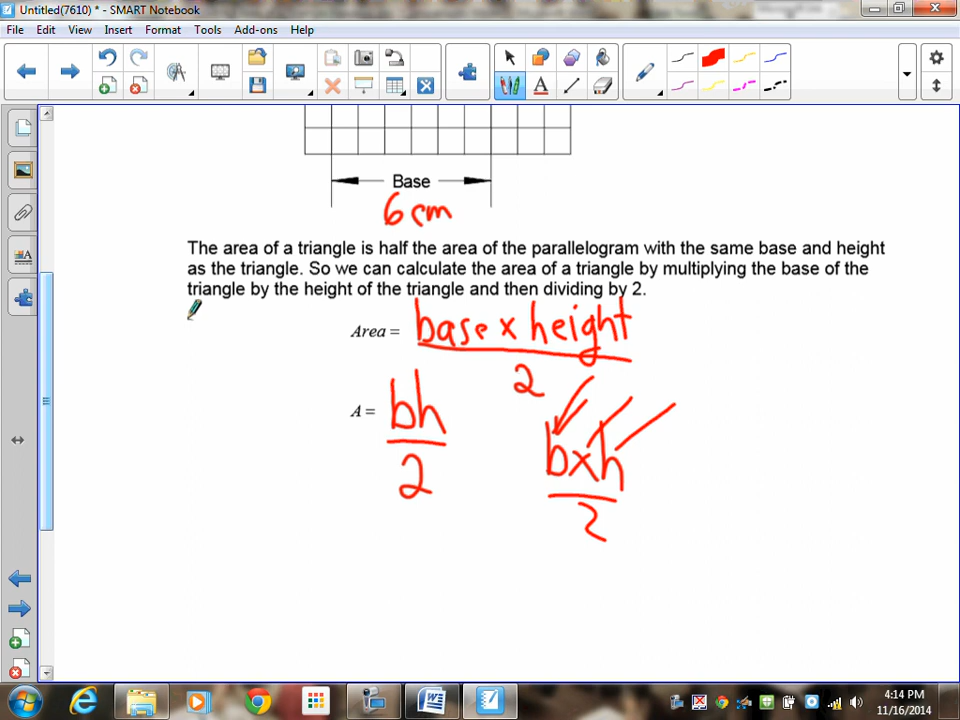 Untitled(7610) * - SMART Notebook
File Edit View Insert Format Tools Add-ons Help
Base
6 cm
The area of a triangle is half the area of the parallelogram with the same base and height
as the triangle. So we can calculate the area of a triangle by multiplying the base of the
triangle by the height of the triangle and then dividing by 2.
Area = base x height
2
A = bh
2
bxh
2
4:14 PM
11/16/2014